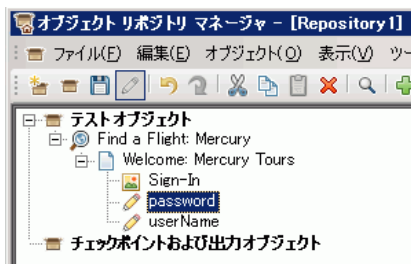 オブジェクト リポジトリ マネージャ - [Repository1]
ファイル(F) 編集(E) オブジェクト(O) 表示(V) ツー
テスト オブジェクト
Find a Flight: Mercury
Welcome: Mercury Tours
Sign-In
password
userName
チェックポイントおよび出力オブジェクト